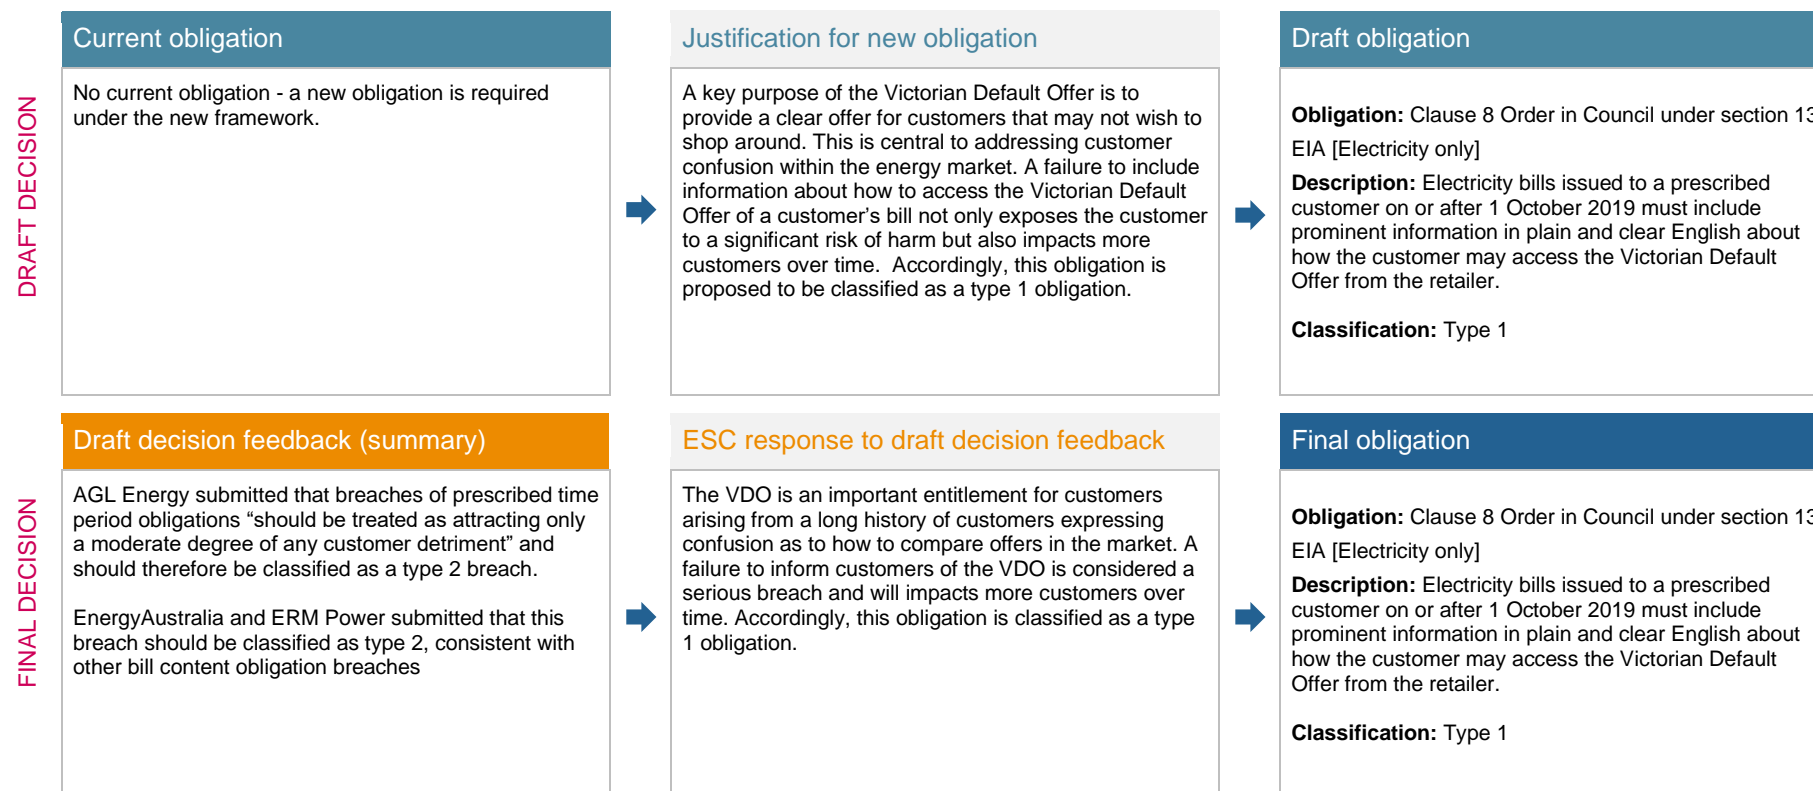 DRAFT DECISION
Current obligation
No current obligation - a new obligation is required
under the new framework.
Justification for new obligation
A key purpose of the Victorian Default Offer is to
provide a clear offer for customers that may not wish to
shop around. This is central to addressing customer
confusion within the energy market. A failure to include
information about how to access the Victorian Default
Offer of a customer’s bill not only exposes the customer
to a significant risk of harm but also impacts more
customers over time.  Accordingly, this obligation is
proposed to be classified as a type 1 obligation.
Draft obligation
Obligation: Clause 8 Order in Council under section 13
EIA [Electricity only]
Description: Electricity bills issued to a prescribed
customer on or after 1 October 2019 must include
prominent information in plain and clear English about
how the customer may access the Victorian Default
Offer from the retailer.
Classification: Type 1
FINAL DECISION
Draft decision feedback (summary)
AGL Energy submitted that breaches of prescribed time
period obligations “should be treated as attracting only
a moderate degree of any customer detriment” and
should therefore be classified as a type 2 breach.
EnergyAustralia and ERM Power submitted that this
breach should be classified as type 2, consistent with
other bill content obligation breaches
ESC response to draft decision feedback
The VDO is an important entitlement for customers
arising from a long history of customers expressing
confusion as to how to compare offers in the market. A
failure to inform customers of the VDO is considered a
serious breach and will impacts more customers over
time. Accordingly, this obligation is classified as a type
1 obligation.
Final obligation
Obligation: Clause 8 Order in Council under section 13
EIA [Electricity only]
Description: Electricity bills issued to a prescribed
customer on or after 1 October 2019 must include
prominent information in plain and clear English about
how the customer may access the Victorian Default
Offer from the retailer.
Classification: Type 1